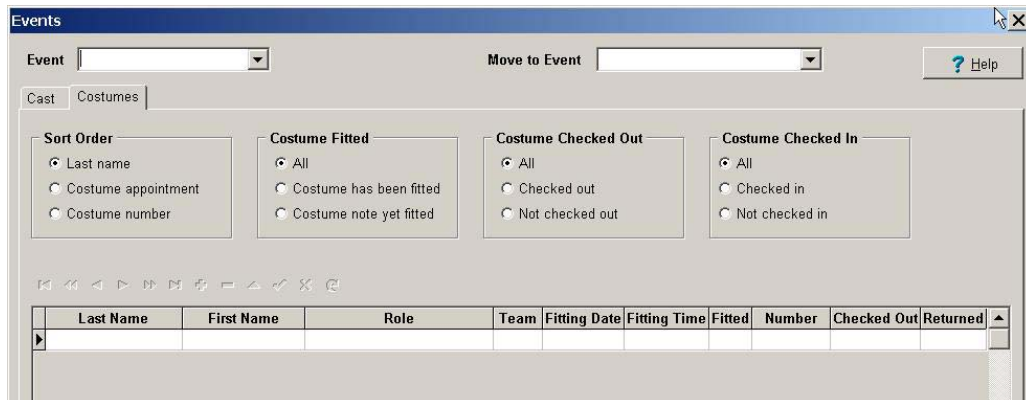 Events
Event
Move to Event
? Help
Cast
Costumes
Sort Order
Last name
Costume appointment
Costume number
Costume Fitted
All
Costume has been fitted
Costume note yet fitted
Costume Checked Out
All
Checked out
Not checked out
Costume Checked In
All
Checked in
Not checked in
Last Name First Name Role Team Fitting Date Fitting Time Fitted Number Checked Out Returned